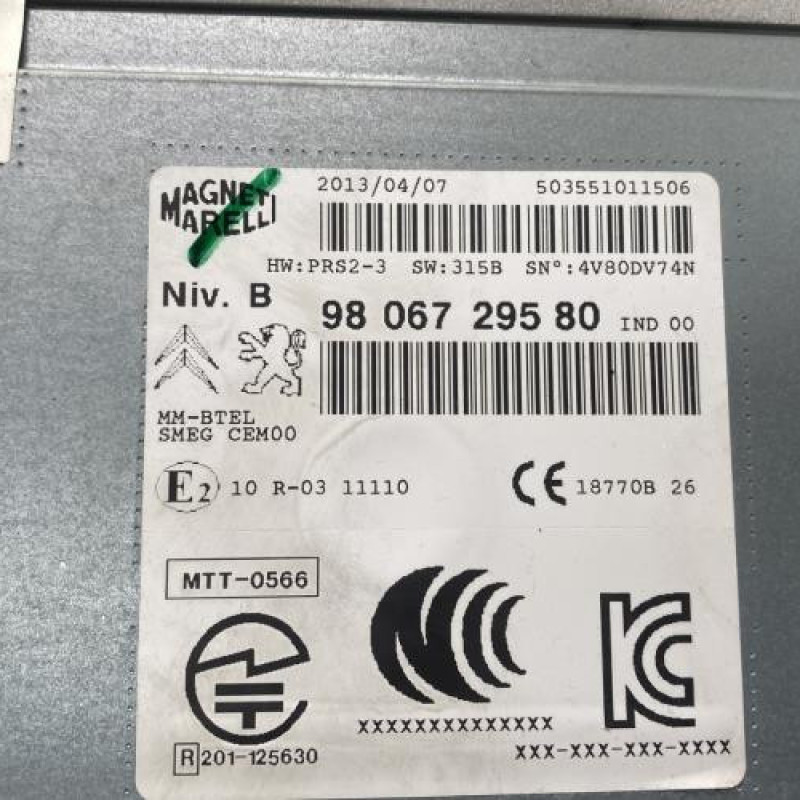 MAGNETI
MARELLI
2013/04/07 503551011506
HW:PRS2-3 SW:315B SN°:4V80DV74N
Niv. B
98 067 295 80 IND 00
MM-BTEL
SMEG CEM00
E2 10 R-03 11110
CE 18770B 26
MTT-0566
R 201-125630
XXXXXXXXXXXXXX
XXX-XXX-XXX-XXXX